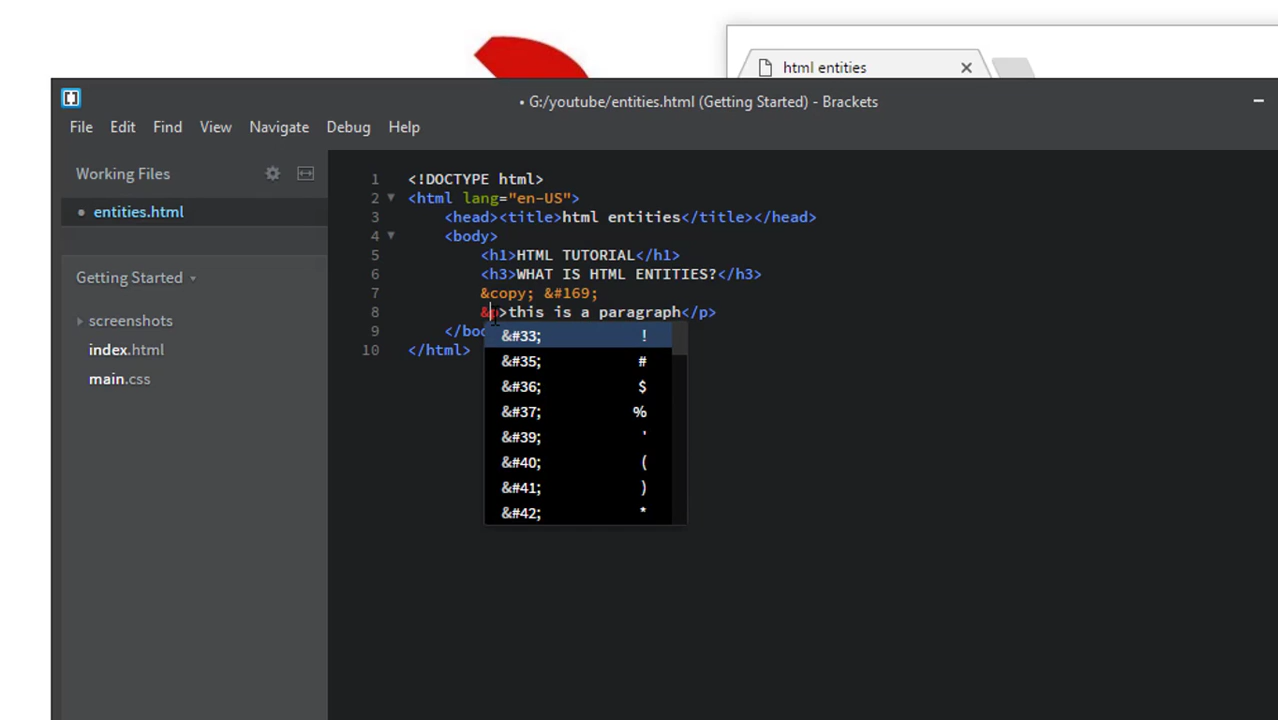 html entities
• G:/youtube/entities.html (Getting Started) - Brackets
File Edit Find View Navigate Debug Help
Working Files
• entities.html
Getting Started
screenshots
index.html
main.css
1 <!DOCTYPE html>
2 <html lang="en-US">
3 <head><title>html entities</title></head>
4 <body>
5 <h1>HTML TUTORIAL</h1>
6 <h3>WHAT IS HTML ENTITIES?</h3>
7 &copy; &#169;
8 &p>this is a paragraph</p>
9 </bod
10 </html>
&#33; !
&#35; #
&#36; $
&#37; %
&#39; '
&#40; (
&#41; )
&#42; *